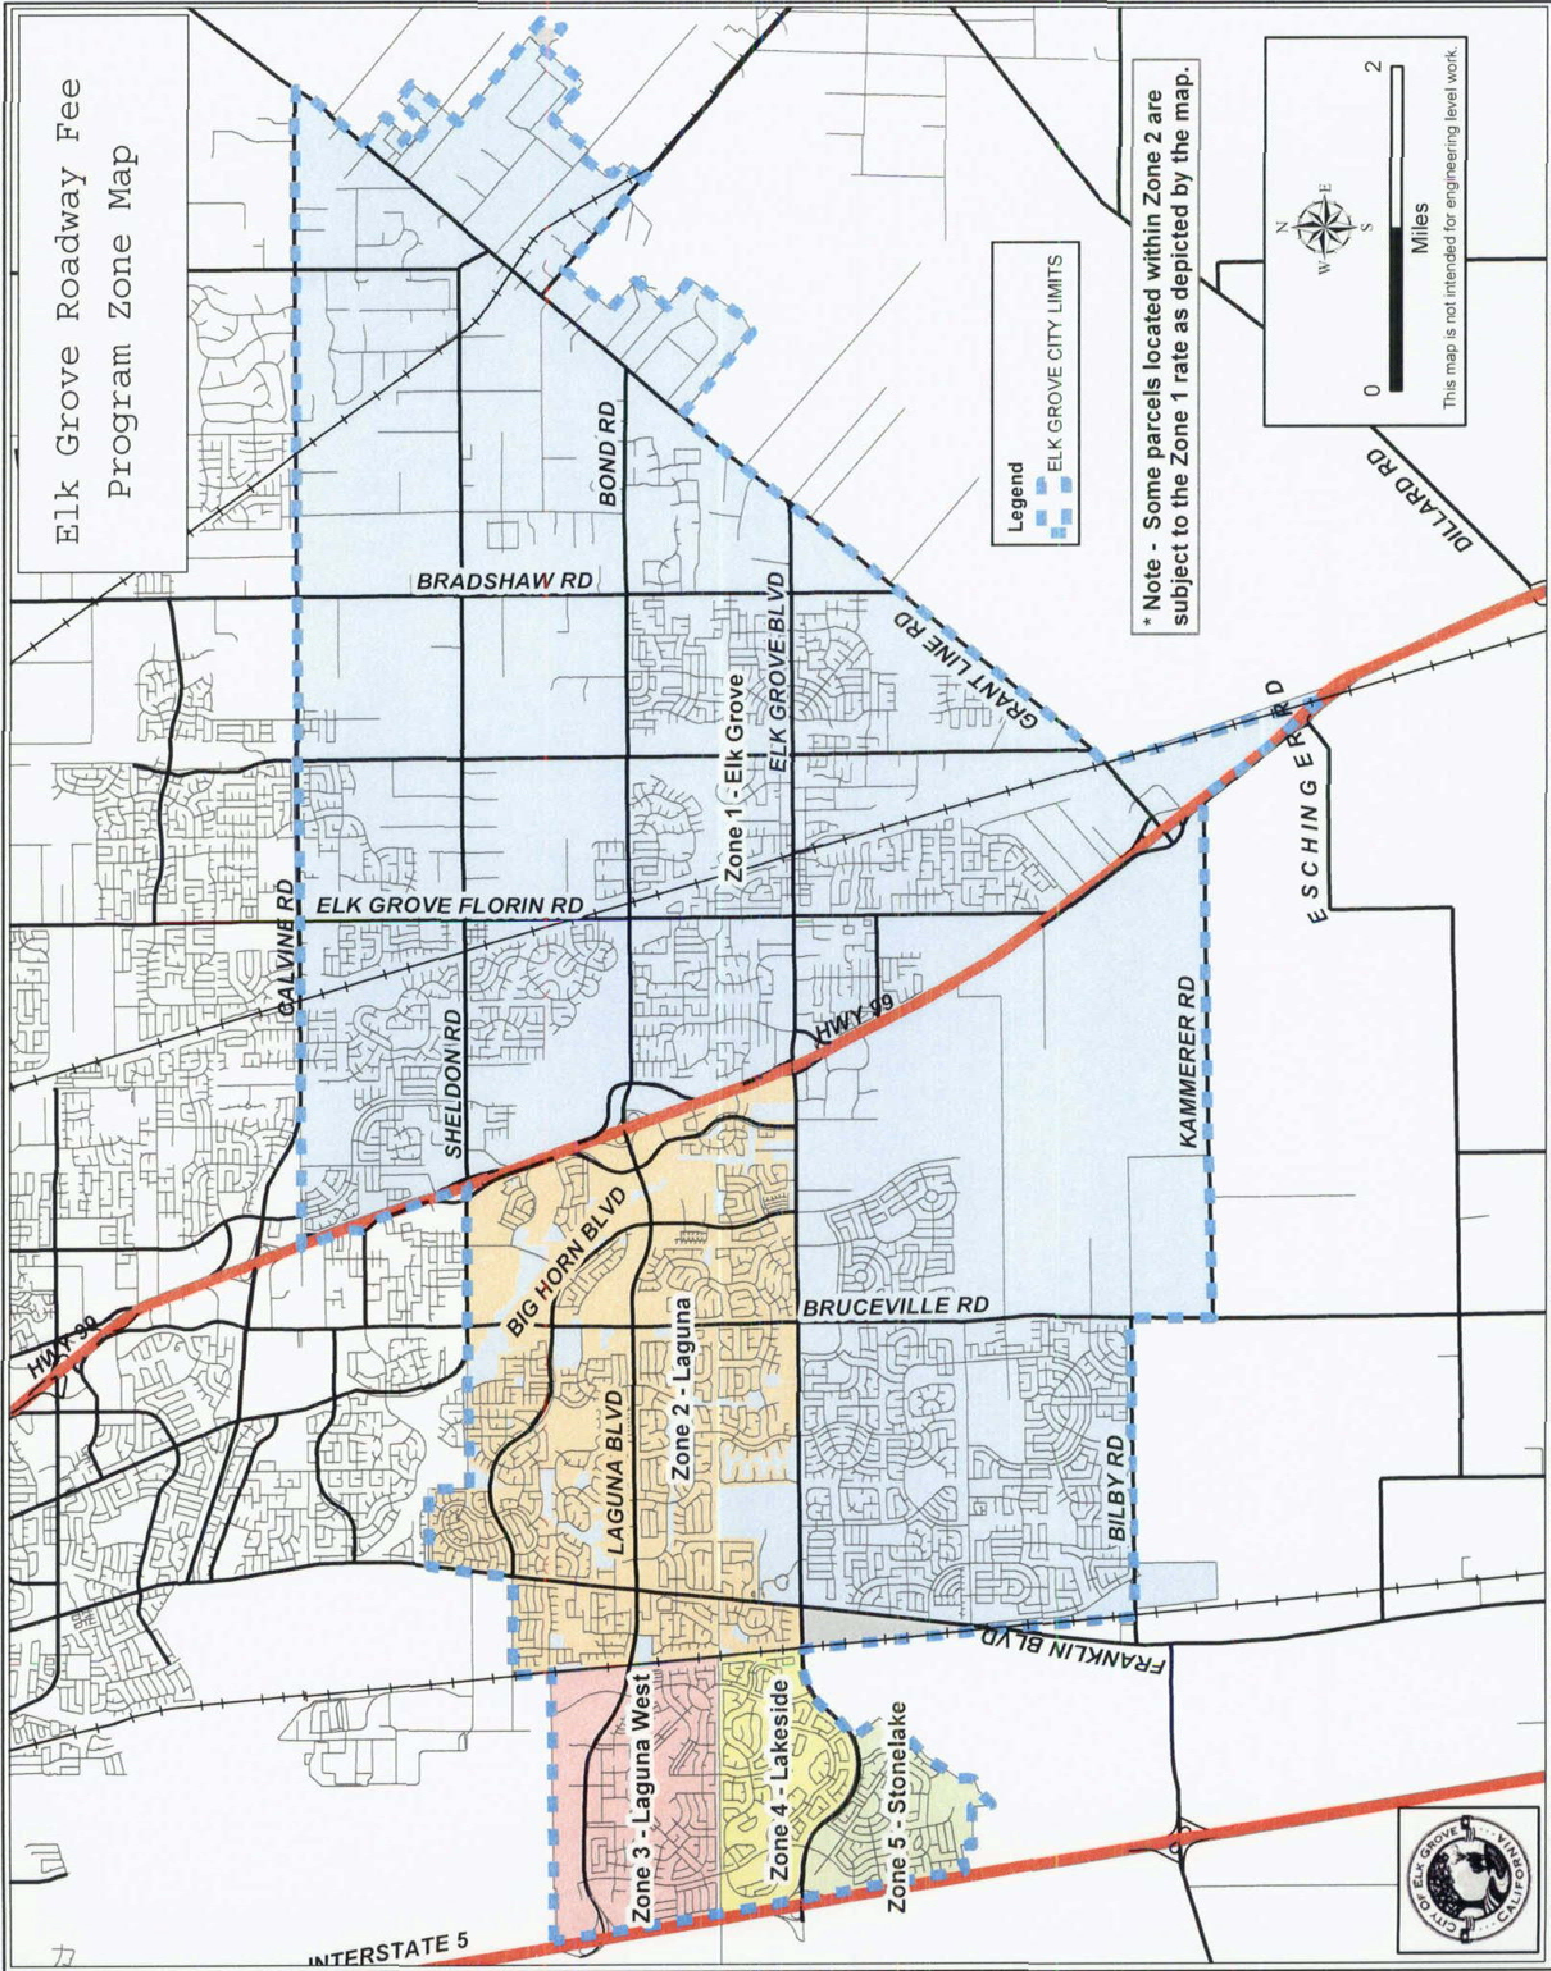 Elk Grove Roadway Fee
Program Zone Map
HWY 99
CALVINE RD
ELK GROVE FLORIN RD
BRADSHAW RD
BOND RD
SHELDON RD
BIG HORN BLVD
LAGUNA BLVD
Zone 1 - Elk Grove
ELK GROVE BLVD
GRANT LINE RD
HWY 99
Zone 2 - Laguna
BRUCEVILLE RD
KAMMERER RD
BILBY RD
FRANKLIN BLVD
ESCHINGER RD
DILLARD RD
INTERSTATE 5
Zone 3 - Laguna West
Zone 4 - Lakeside
Zone 5 - Stonelake
Legend
ELK GROVE CITY LIMITS
* Note - Some parcels located within Zone 2 are
subject to the Zone 1 rate as depicted by the map.
N
W E
S
0 2
Miles
This map is not intended for engineering level work.
CITY OF ELK GROVE
CALIFORNIA